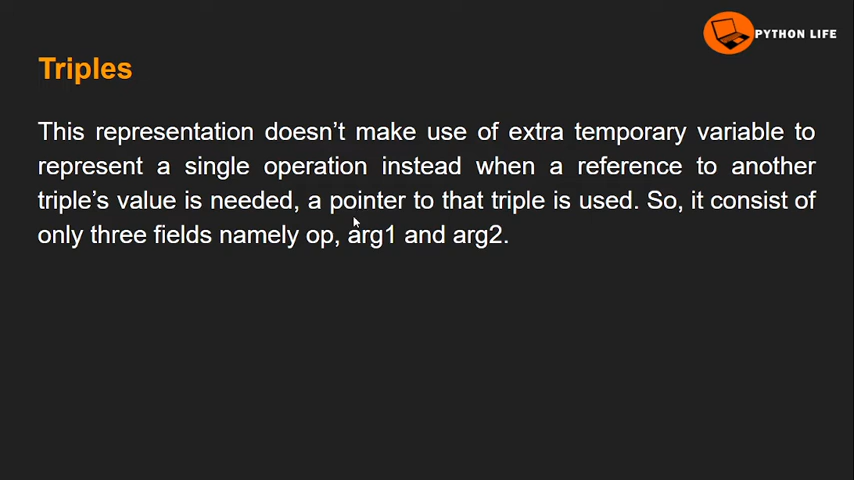 PYTHON LIFE
Triples
This representation doesn’t make use of extra temporary variable to
represent a single operation instead when a reference to another
triple’s value is needed, a pointer to that triple is used. So, it consist of
only three fields namely op, arg1 and arg2.